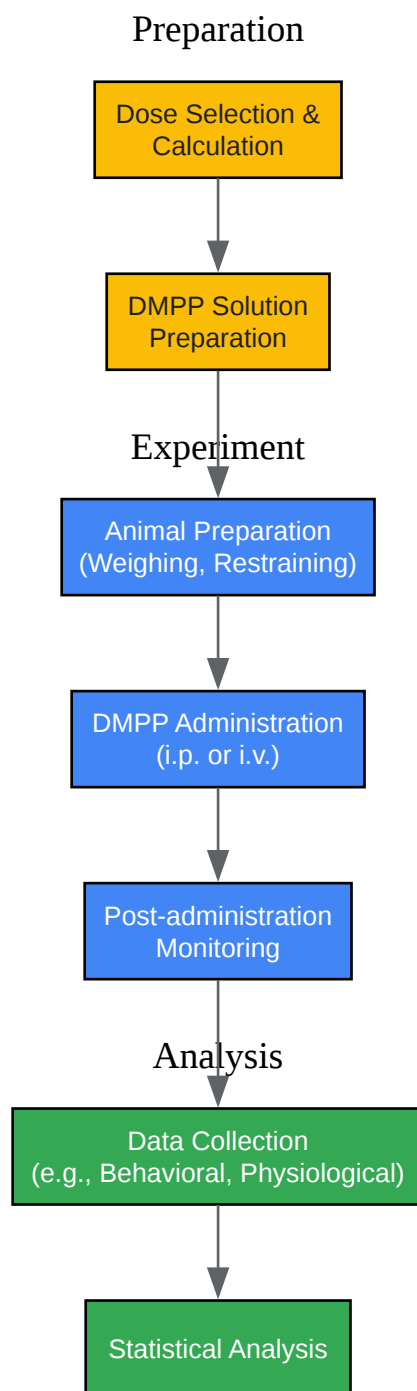 Preparation
Dose Selection &
Calculation
DMPP Solution
Preparation
Experiment
Animal Preparation
(Weighing, Restraining)
DMPP Administration
(i.p. or i.v.)
Post-administration
Monitoring
Analysis
Data Collection
(e.g., Behavioral, Physiological)
Statistical Analysis